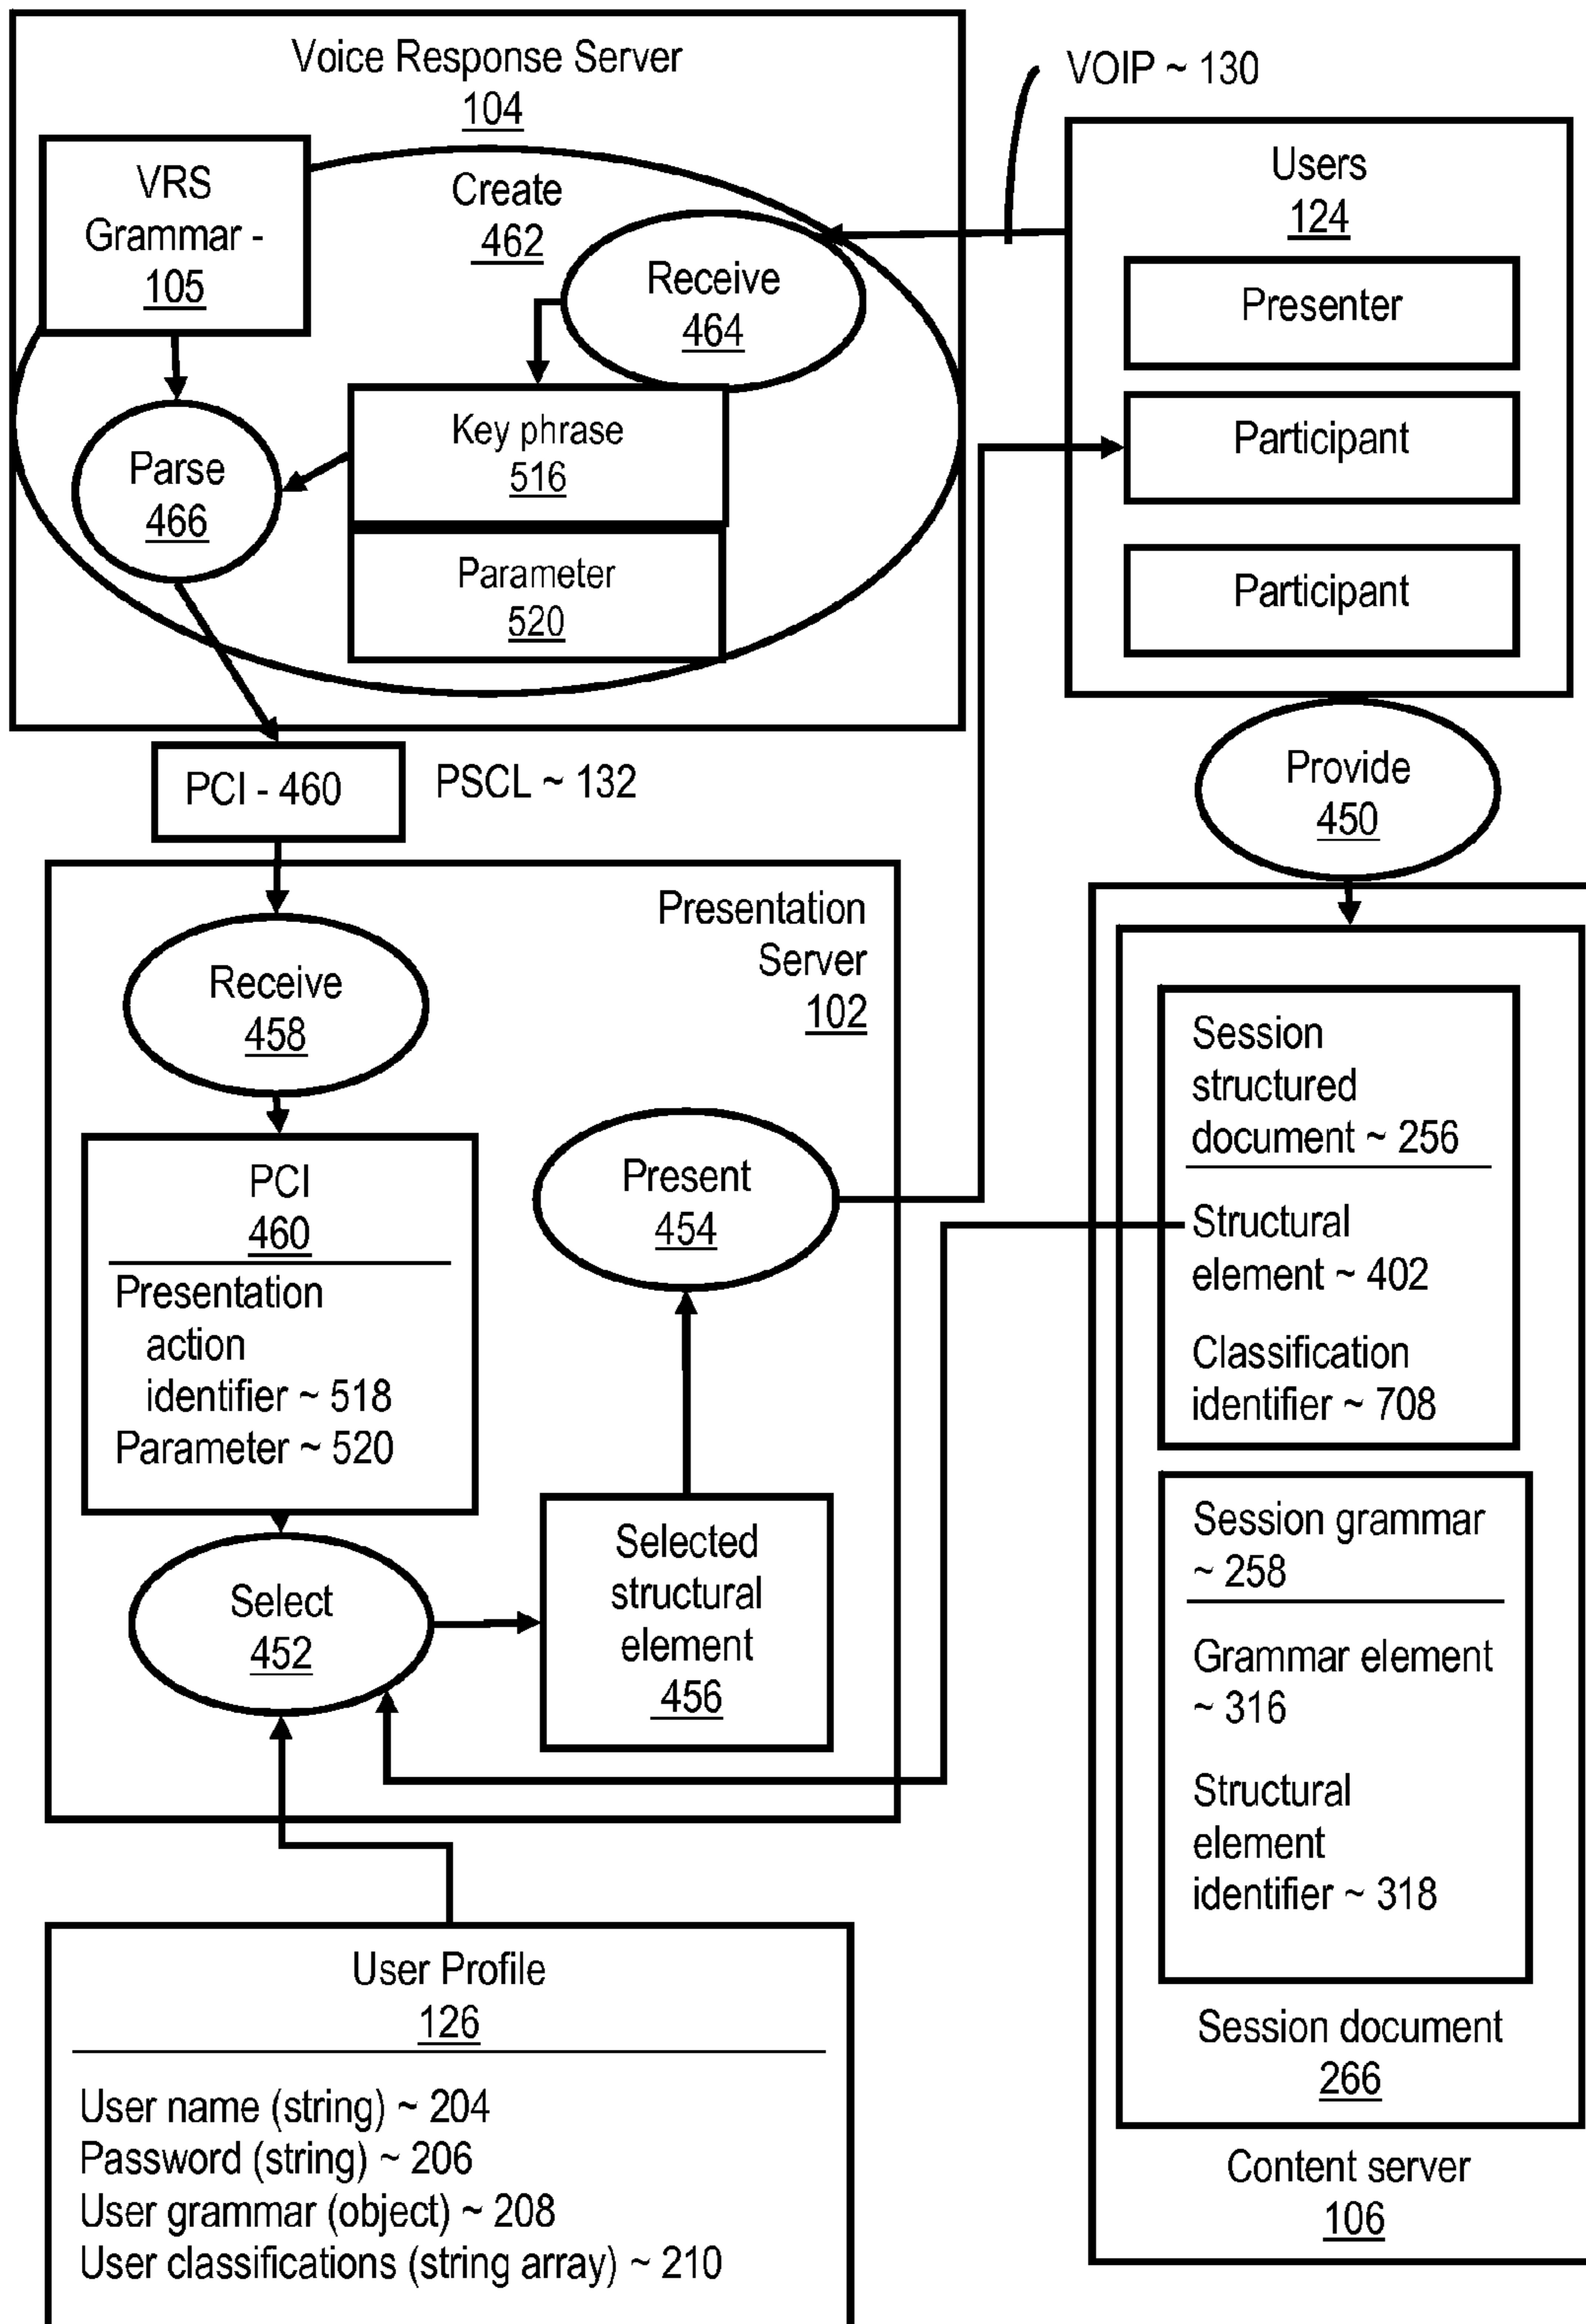 Voice Response Server
104
VRS
Grammar -
105
Create
462
Receive
464
Key phrase
516
Parse
466
Parameter
520
VOIP ~ 130
Users
124
Presenter
Participant
Participant
PCI - 460
PSCL ~ 132
Provide
450
Presentation
Server
102
Receive
458
PCI
460
Presentation
action
identifier ~ 518
Parameter ~ 520
Present
454
Select
452
Selected
structural
element
456
Session
structured
document ~ 256
Structural
element ~ 402
Classification
identifier ~ 708
Session grammar
~ 258
Grammar element
~ 316
Structural
element
identifier ~ 318
Session document
266
Content server
106
User Profile
126
User name (string) ~ 204
Password (string) ~ 206
User grammar (object) ~ 208
User classifications (string array) ~ 210